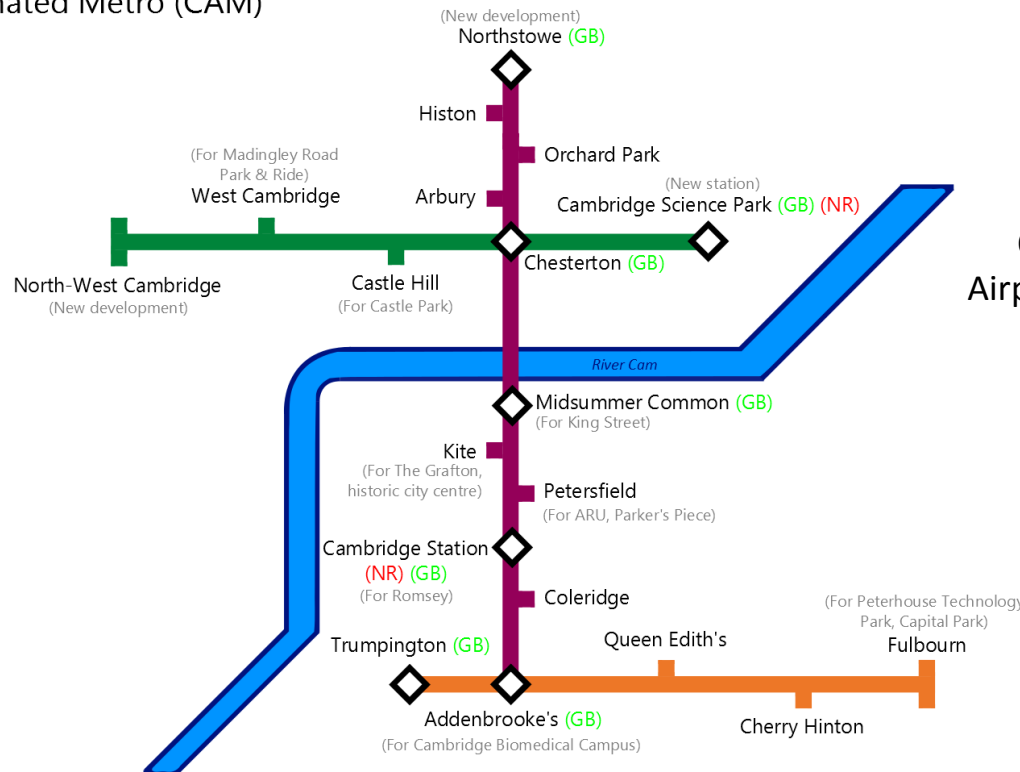 Metro (CAM)
(New development)
Northstowe (GB)
Histon
Orchard Park
(For Madingley Road
Park & Ride)
West Cambridge
Arbury
(New station)
Cambridge Science Park (GB) (NR)
Chesterton (GB)
North-West Cambridge
(New development)
Castle Hill
(For Castle Park)
River Cam
Midsummer Common (GB)
(For King Street)
Kite
(For The Grafton,
historic city centre)
Petersfield
(For ARU, Parker's Piece)
Cambridge Station
(NR) (GB)
(For Romsey)
Coleridge
Trumpington (GB)
Queen Edith's
(For Peterhouse Technology
Park, Capital Park)
Fulbourn
Addenbrooke's (GB)
(For Cambridge Biomedical Campus)
Cherry Hinton